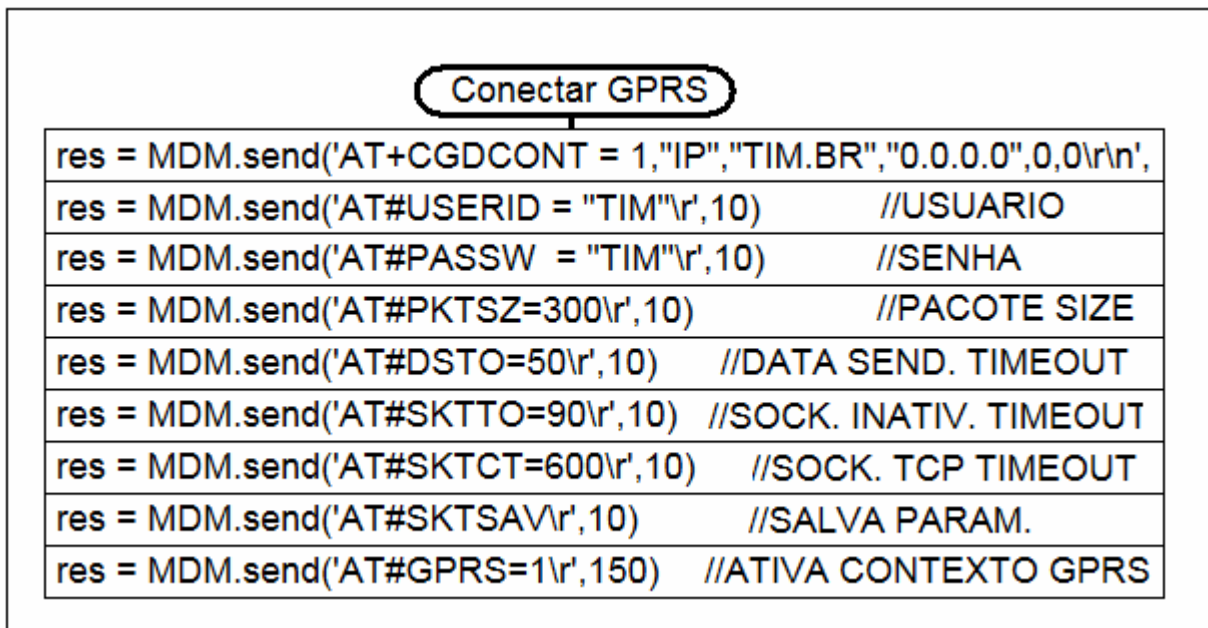 Conectar GPRS
res = MDM.send('AT+CGDCONT = 1,"IP","TIM.BR","0.0.0.0",0,0\r\n',
res = MDM.send('AT#USERID = "TIM"\r',10) //USUARIO
res = MDM.send('AT#PASSW = "TIM"\r',10) //SENHA
res = MDM.send('AT#PKTSZ=300\r',10) //PACOTE SIZE
res = MDM.send('AT#DSTO=50\r',10) //DATA SEND. TIMEOUT
res = MDM.send('AT#SKTTO=90\r',10) //SOCK. INATIV. TIMEOUT
res = MDM.send('AT#SKTCT=600\r',10) //SOCK. TCP TIMEOUT
res = MDM.send('AT#SKTSAV\r',10) //SALVA PARAM.
res = MDM.send('AT#GPRS=1\r',150) //ATIVA CONTEXTO GPRS